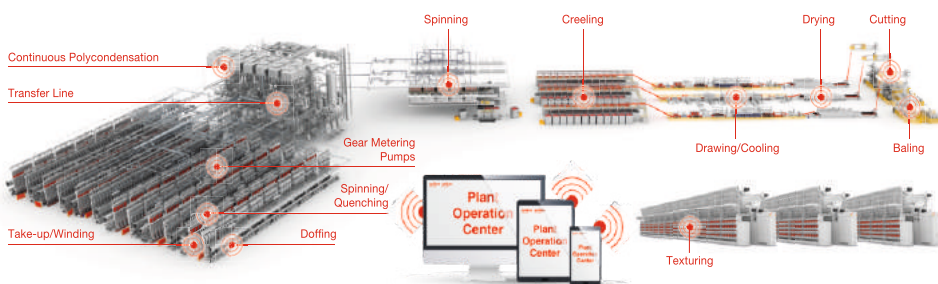 Spinning
Creeling
Drying
Cutting
Continuous Polycondensation
Transfer Line
Gear Metering
Pumps
Drawing/Cooling
Baling
Spinning/
Quenching
Take-up/Winding
Doffing
Plant
Operation
Center
Plant
Operation
Center
Plant
Operation
Center
Texturing